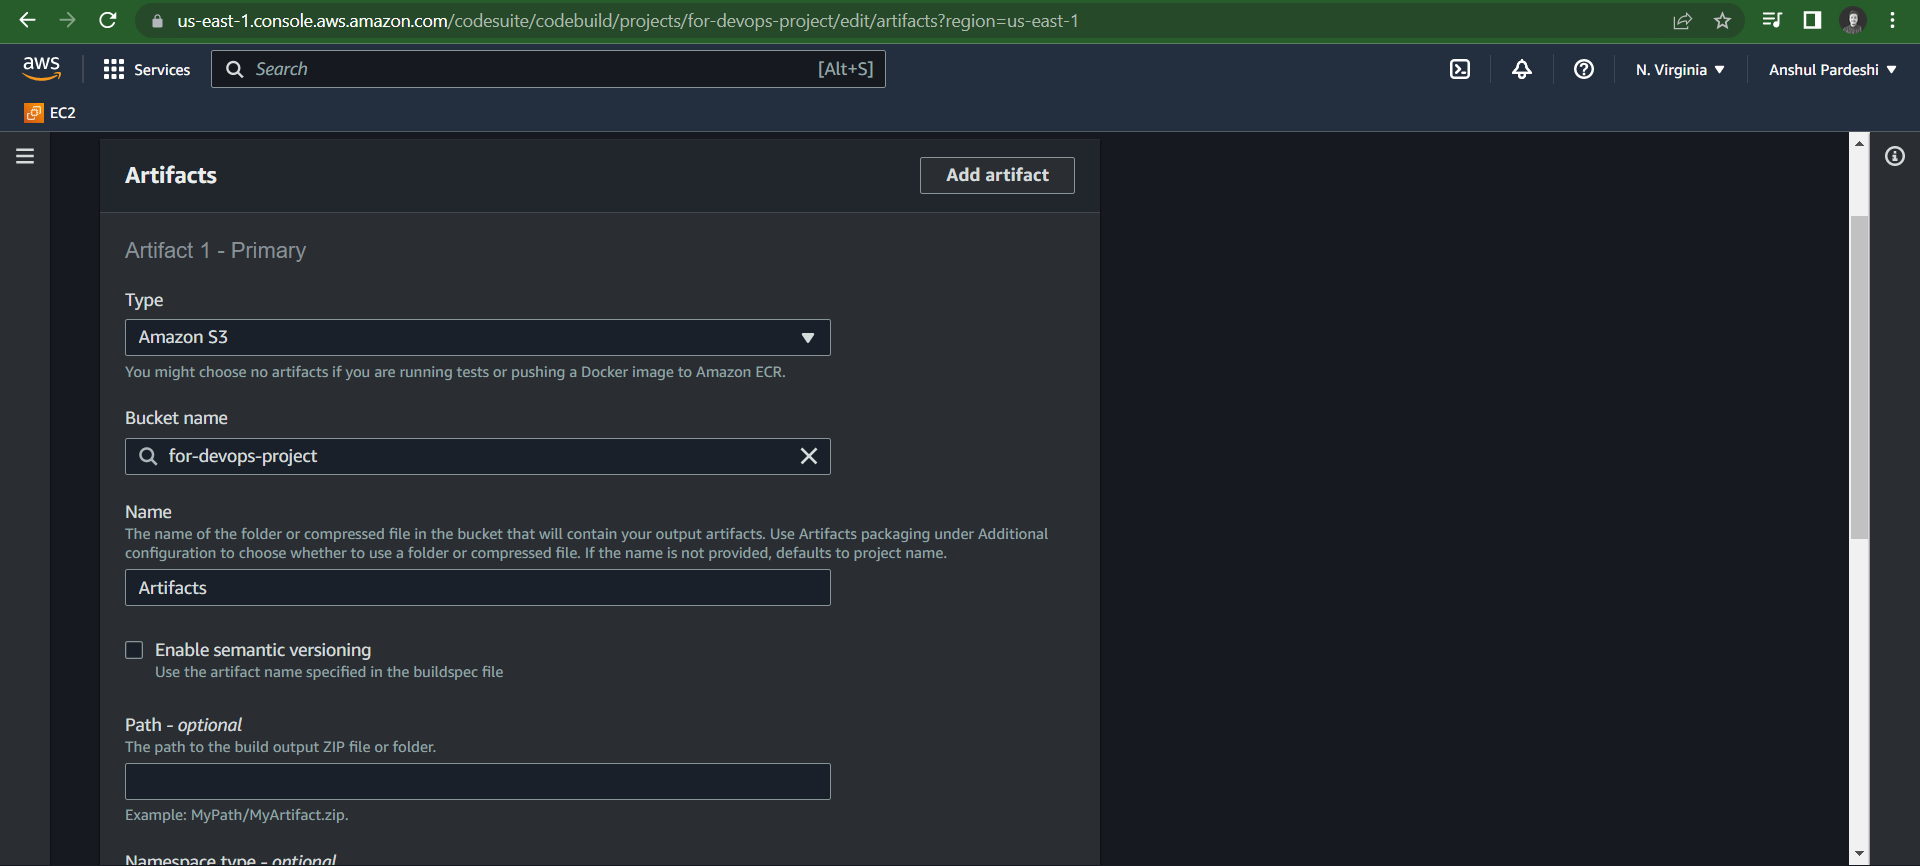 us-east-1.console.aws.amazon.com/codesuite/codebuild/projects/for-devops-project/edit/artifacts?region=us-east-1
aws
Services
Search
[Alt+S]
N. Virginia
Anshul Pardeshi
EC2
Artifacts
Add artifact
Artifact 1 - Primary
Type
Amazon S3
You might choose no artifacts if you are running tests or pushing a Docker image to Amazon ECR.
Bucket name
for-devops-project
Name
The name of the folder or compressed file in the bucket that will contain your output artifacts. Use Artifacts packaging under Additional
configuration to choose whether to use a folder or compressed file. If the name is not provided, defaults to project name.
Artifacts
Enable semantic versioning
Use the artifact name specified in the buildspec file
Path - optional
The path to the build output ZIP file or folder.
Example: MyPath/MyArtifact.zip.
Namespace type - optional